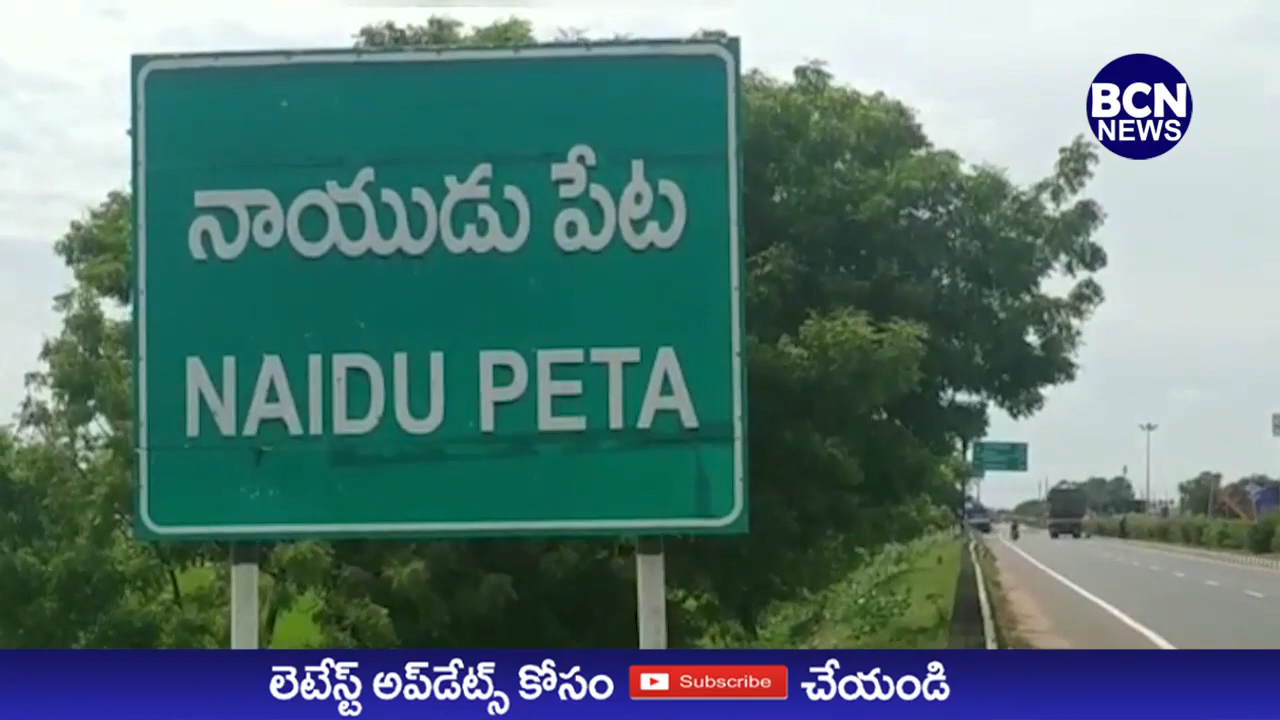 నాయుడు పేట
NAIDU PETA
BCN
NEWS
లెటేస్ట్ అప్‌డేట్స్ కోసం Subscribe చేయండి